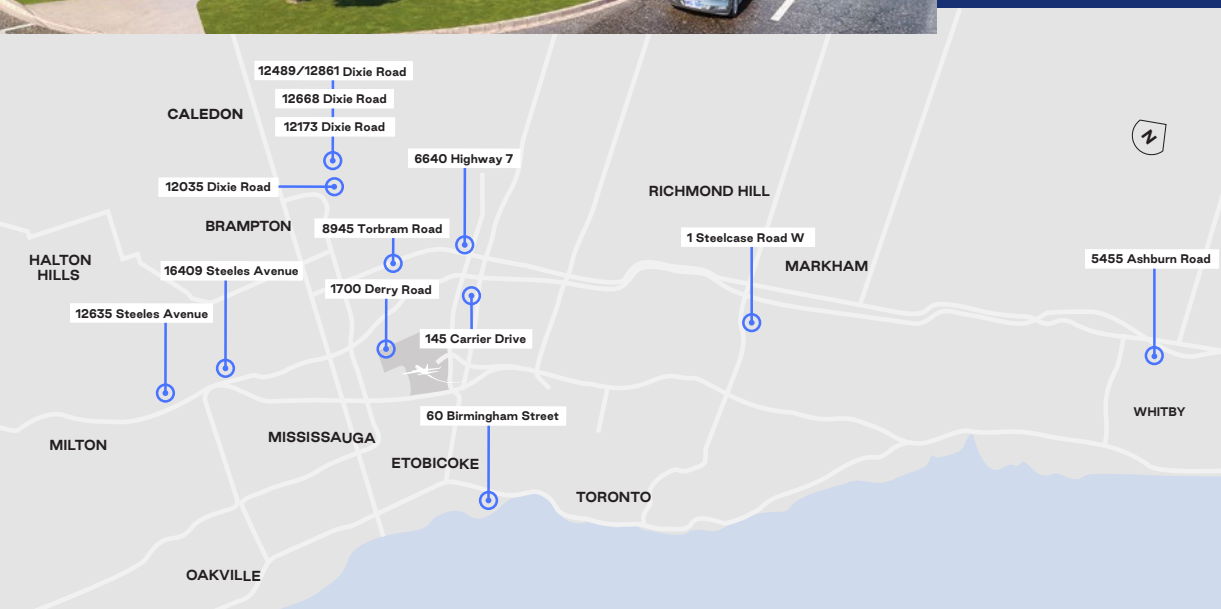 12489/12861 Dixie Road
12668 Dixie Road
CALEDON
12173 Dixie Road
N
6640 Highway 7
12035 Dixie Road
RICHMOND HILL
BRAMPTON
8945 Torbram Road
1 Steelcase Road W
HALTON
HILLS
16409 Steeles Avenue
MARKHAM
5455 Ashburn Road
1700 Derry Road
12635 Steeles Avenue
145 Carrier Drive
60 Birmingham Street
WHITBY
MILTON
MISSISSAUGA
ETOBICOKE
TORONTO
OAKVILLE